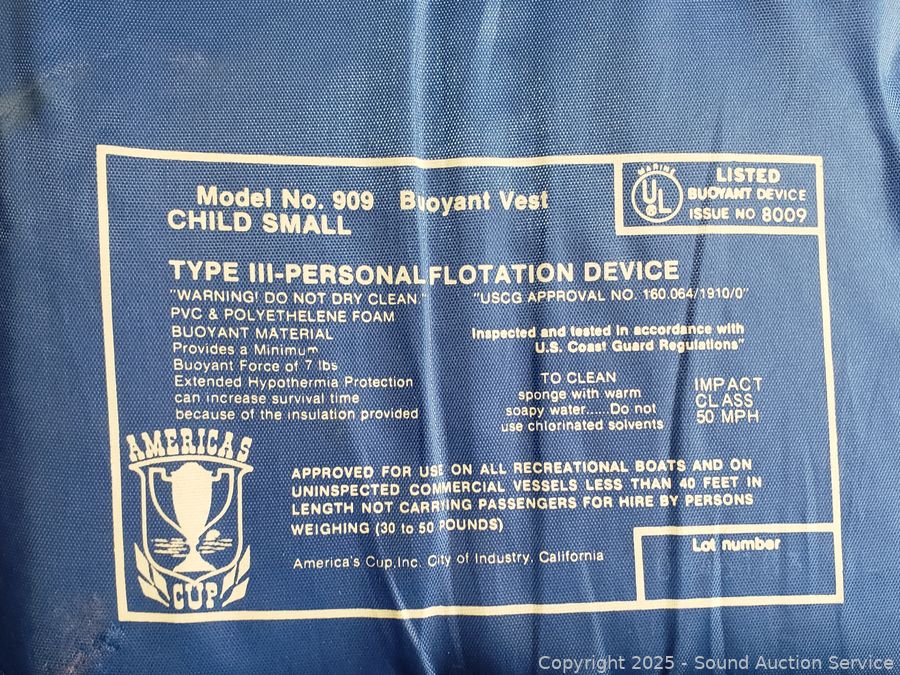 Model No. 909 Buoyant Vest
CHILD SMALL
MARINE
UL
LISTED
BUOYANT DEVICE
ISSUE NO 8009
TYPE III-PERSONAL FLOTATION DEVICE
"WARNING! DO NOT DRY CLEAN"
PVC & POLYETHELENE FOAM
BUOYANT MATERIAL
Provides a Minimum
Buoyant Force of 7 lbs
Extended Hypothermia Protection
can increase survival time
because of the insulation provided
"USCG APPROVAL NO. 160.064/1910/0"
Inspected and tested in accordance with
U.S. Coast Guard Regulations"
TO CLEAN
sponge with warm
soapy water.....Do not
use chlorinated solvents
IMPACT
CLASS
50 MPH
AMERICAS
CUP
APPROVED FOR USE ON ALL RECREATIONAL BOATS AND ON
UNINSPECTED COMMERCIAL VESSELS LESS THAN 40 FEET IN
LENGTH NOT CARRYING PASSENGERS FOR HIRE BY PERSONS
WEIGHING (30 to 50 POUNDS)
America's Cup,Inc. City of Industry, California
Lot number
Copyright 2025 - Sound Auction Service